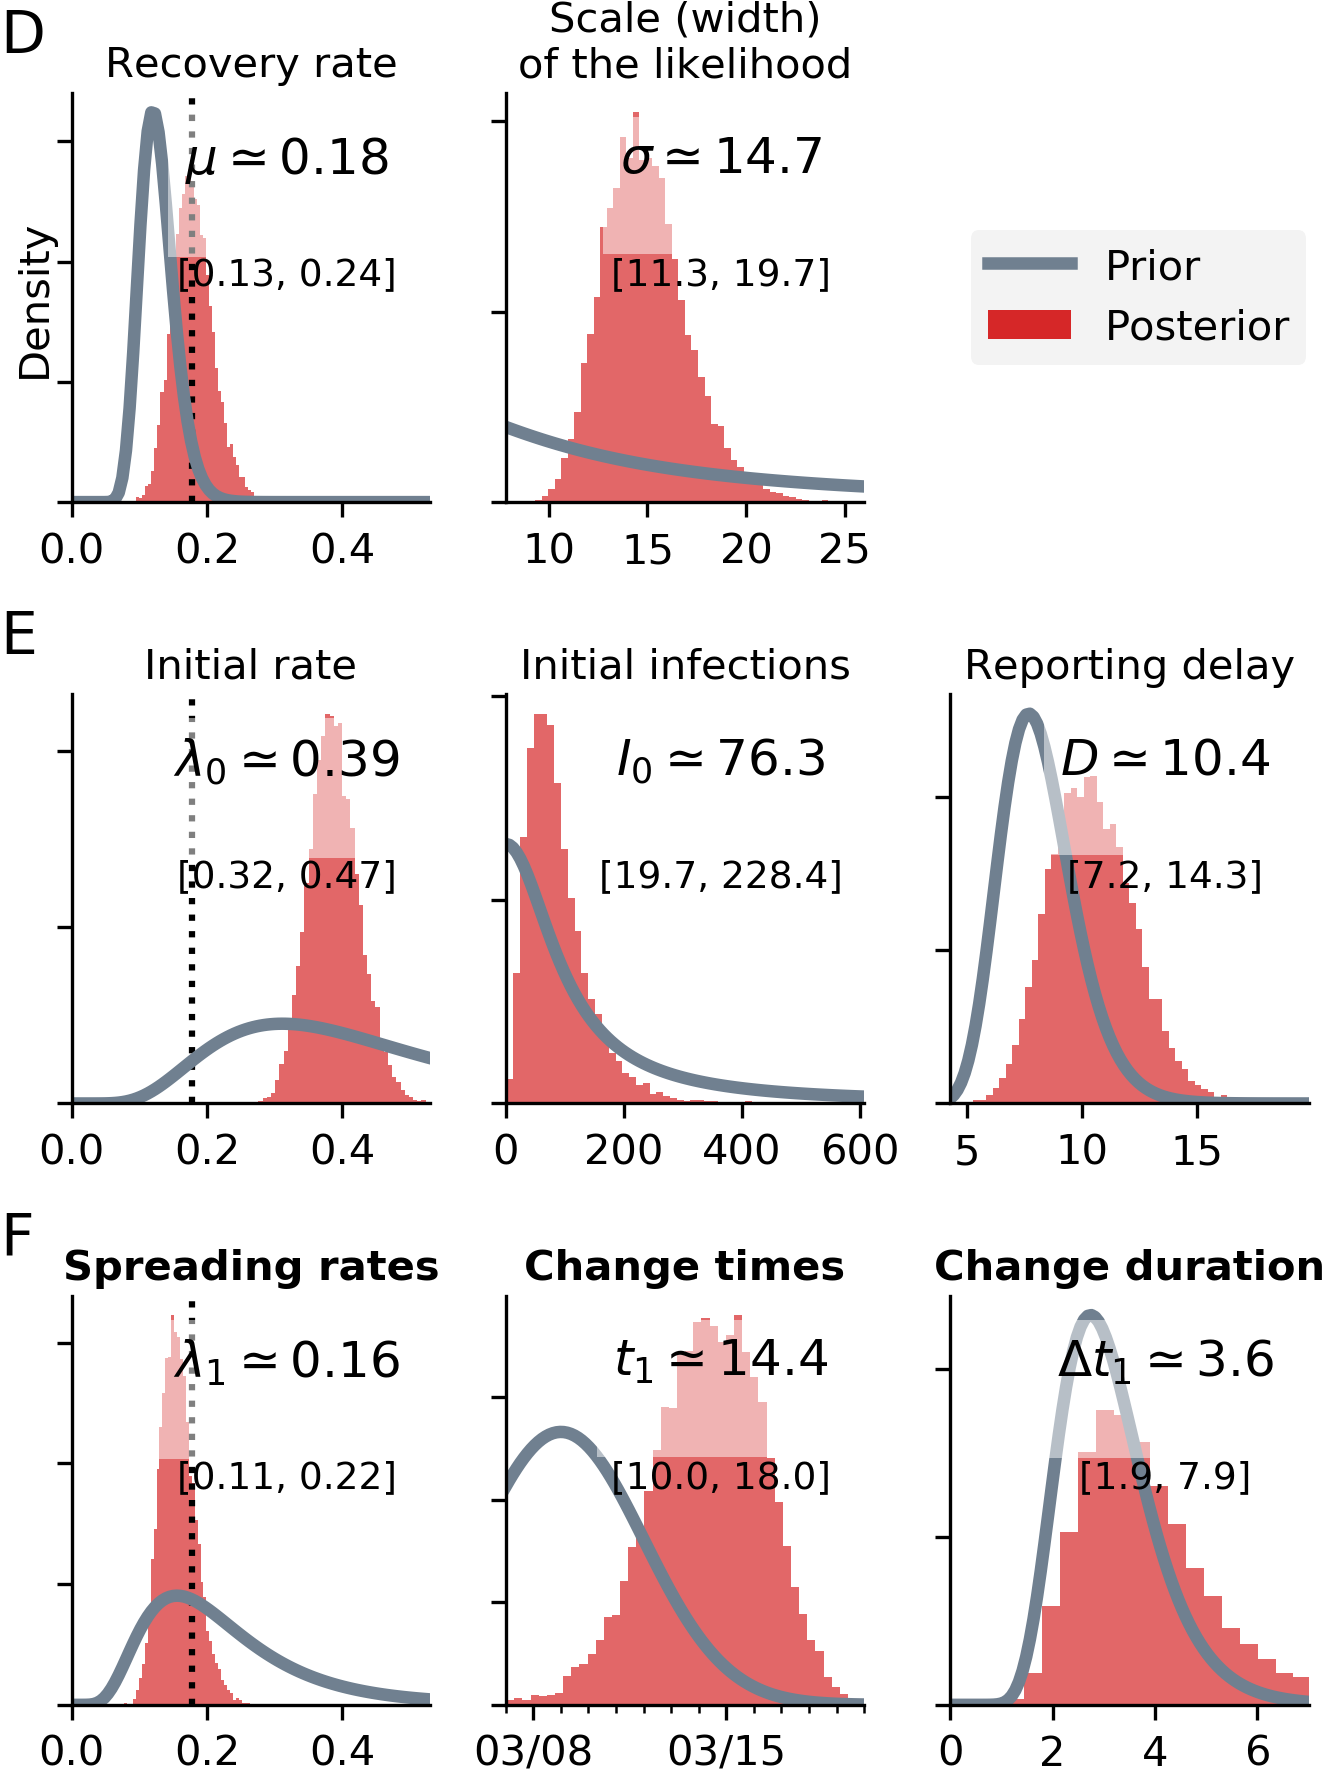 D
Recovery rate
Scale (width)
of the likelihood
μ ≃ 0.18
[0.13, 0.24]
σ ≃ 14.7
[11.3, 19.7]
Prior
Posterior
Density
0.0 0.2 0.4
10 15 20 25
E
Initial rate
Initial infections
Reporting delay
λ0 ≃ 0.39
[0.32, 0.47]
I0 ≃ 76.3
[19.7, 228.4]
D ≃ 10.4
[7.2, 14.3]
0.0 0.2 0.4
0 200 400 600
5 10 15
F
Spreading rates
Change times
Change duration
λ1 ≃ 0.16
[0.11, 0.22]
t1 ≃ 14.4
[10.0, 18.0]
Δt1 ≃ 3.6
[1.9, 7.9]
0.0 0.2 0.4
03/08 03/15
0 2 4 6